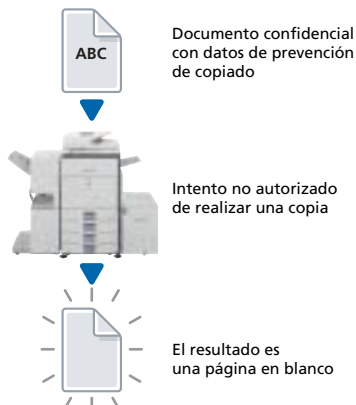 ABC
Documento confidencial
con datos de prevención
de copiado
Intento no autorizado
de realizar una copia
El resultado es
una página en blanco